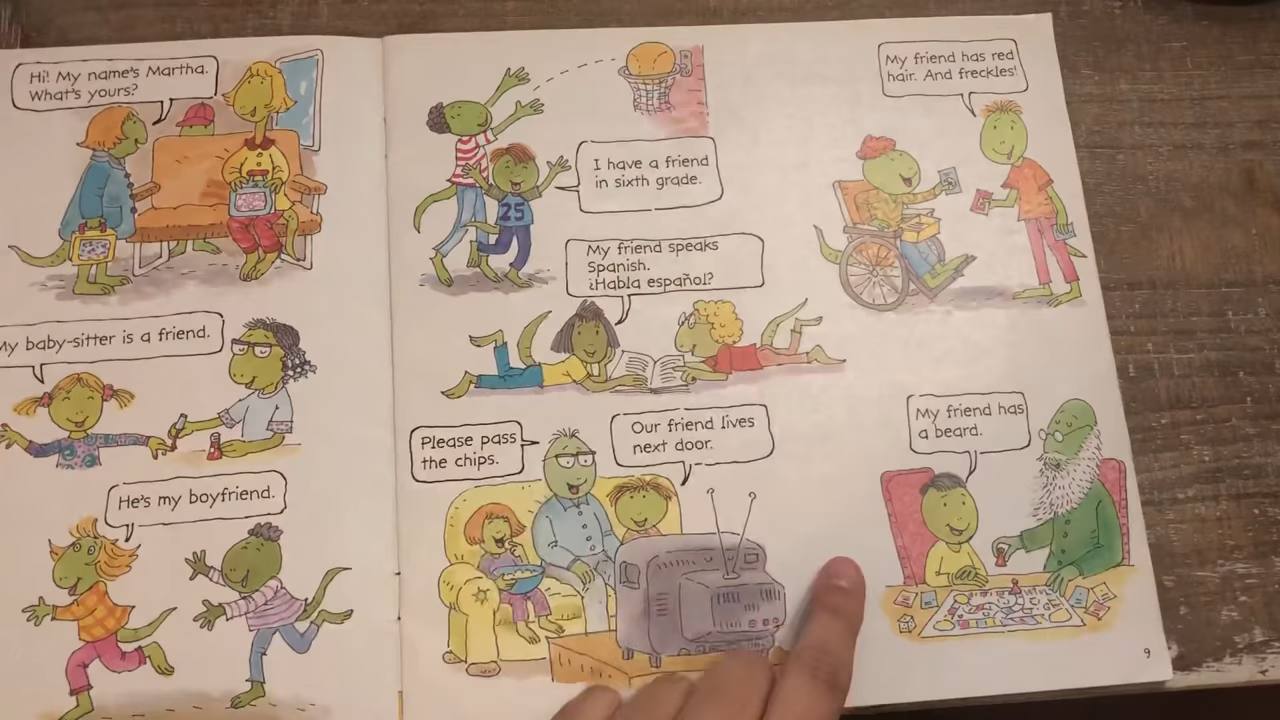 Hi! My name's Martha.
What's yours?
My baby-sitter is a friend.
He's my boyfriend.
I have a friend
in sixth grade.
25
My friend speaks
Spanish.
¿Habla español?
Please pass
the chips.
Our friend lives
next door.
My friend has red
hair. And freckles!
My friend has
a beard.
9